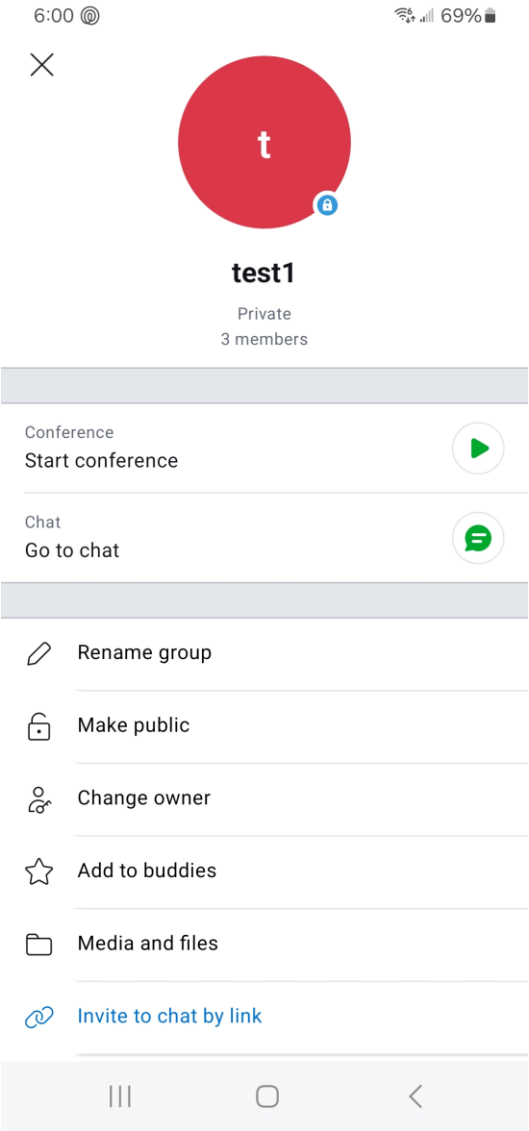 6:00 69%
t
test1
Private
3 members
Conference
Start conference
Chat
Go to chat
Rename group
Make public
Change owner
Add to buddies
Media and files
Invite to chat by link